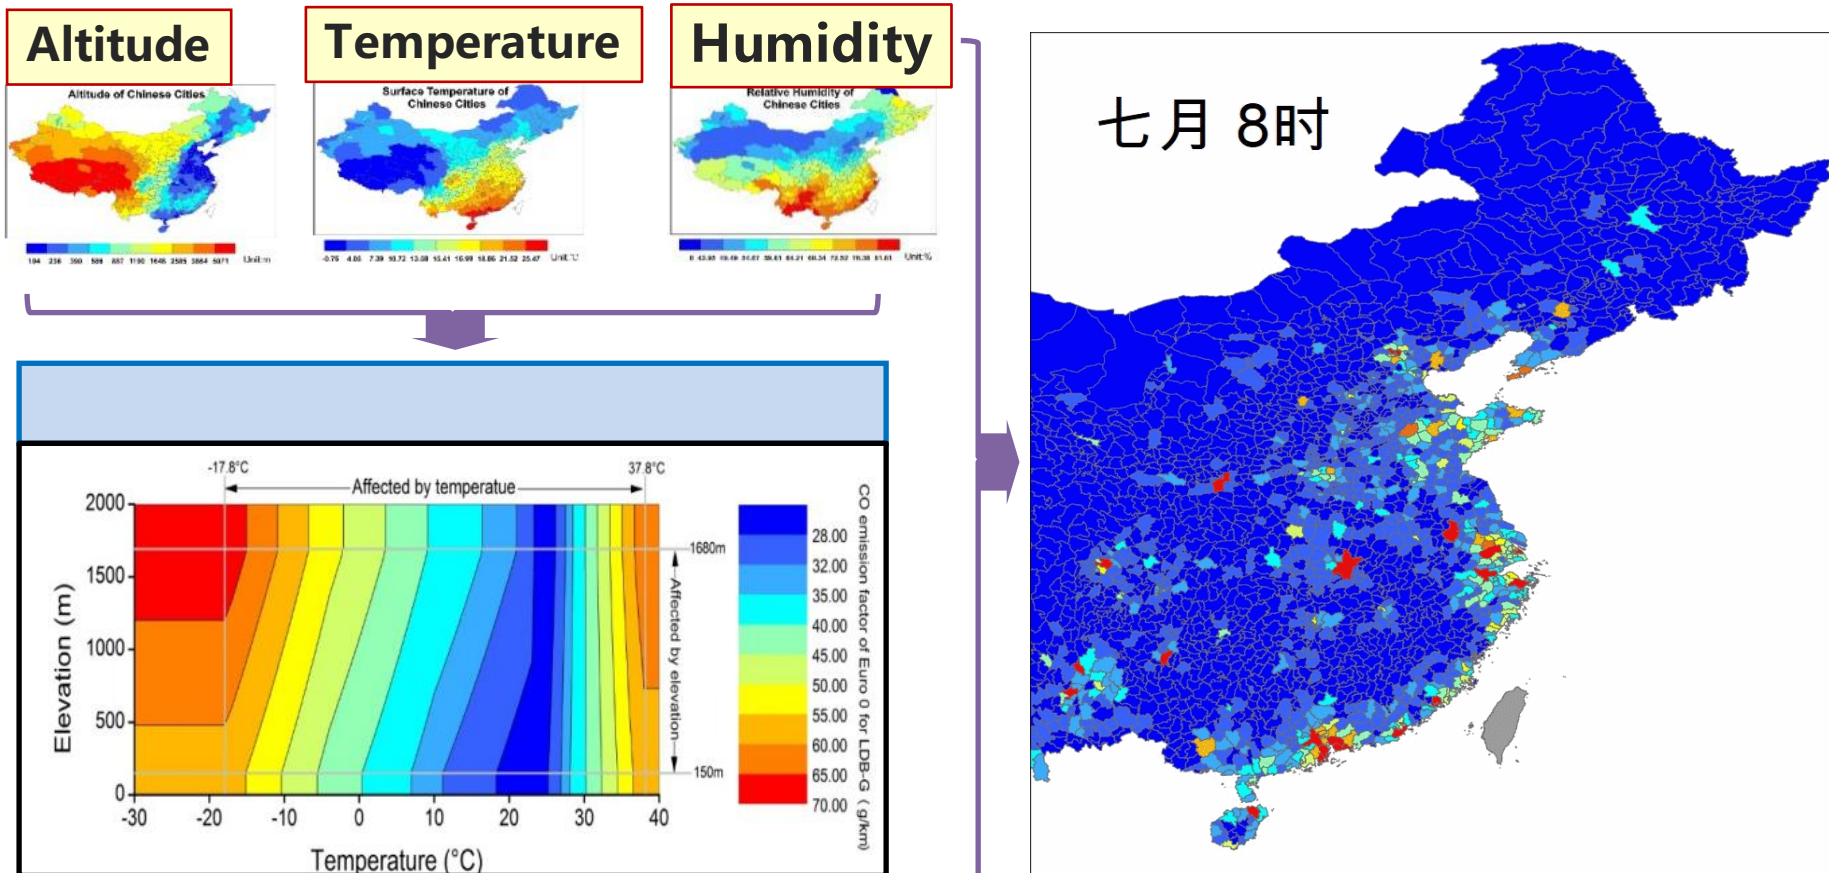 Altitude
Temperature
Humidity
Altitude of Chinese Cities
Surface Temperature of
Chinese Cities
Relative Humidity of
Chinese Cities
Unit:m
Unit:℃
Unit:%
七月 8时
-17.8°C
37.8°C
Affected by temperatue
2000
1500
1000
500
0
Elevation (m)
1680m
Affected by elevation
150m
-30
-20
-10
0
10
20
30
40
Temperature (°C)
28.00
32.00
35.00
40.00
45.00
50.00
55.00
60.00
65.00
70.00
CO emission factor of Euro 0 for LDB-G (g/km)